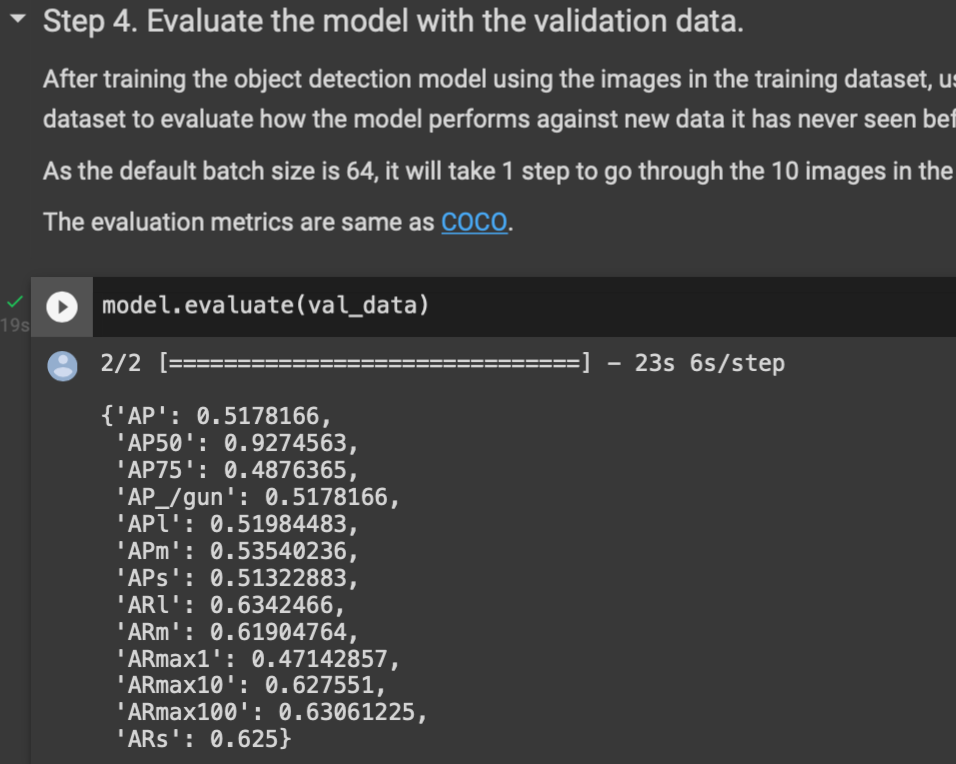 Step 4. Evaluate the model with the validation data.
After training the object detection model using the images in the training dataset,
dataset to evaluate how the model performs against new data it has never seen
As the default batch size is 64, it will take 1 step to go through the 10 images in the
The evaluation metrics are same as COCO.
model.evaluate(val_data)
19s
2/2 [==============================] - 23s 6s/step
{'AP': 0.5178166,
'AP50': 0.9274563,
'AP75': 0.4876365,
'AP_/gun': 0.5178166,
'APl': 0.51984483,
'APm': 0.53540236,
'APs': 0.51322883,
'ARl': 0.6342466,
'ARm': 0.61904764,
'ARmax1': 0.47142857,
'ARmax10': 0.627551,
'ARmax100': 0.63061225,
'ARs': 0.625}